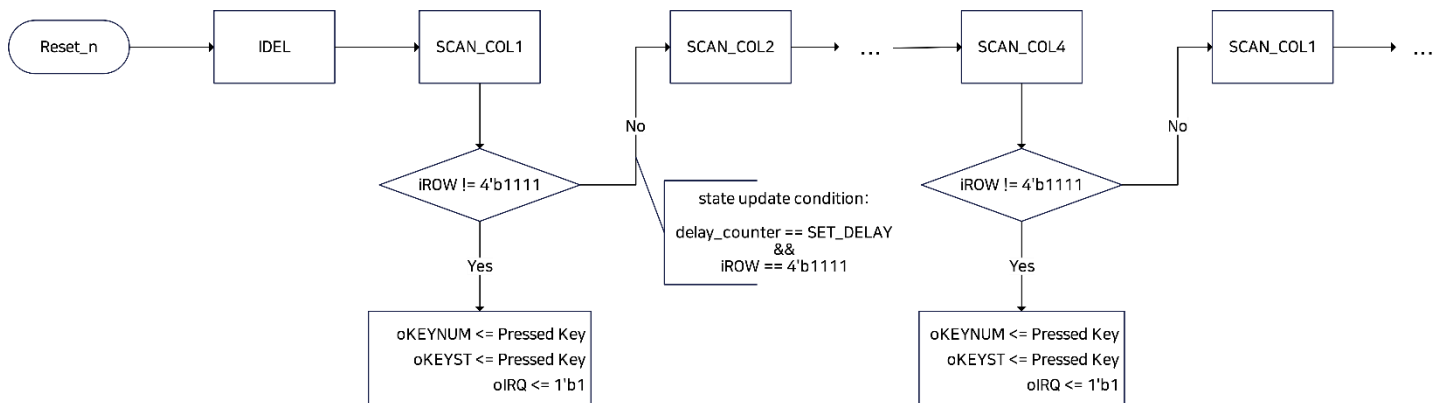 Reset_n
IDEL
SCAN_COL1
SCAN_COL2
...
SCAN_COL4
SCAN_COL1
...
No
No
iROW != 4'b1111
iROW != 4'b1111
state update condition:
delay_counter == SET_DELAY
&&
iROW == 4'b1111
Yes
Yes
oKEYNUM <= Pressed Key
oKEYST <= Pressed Key
oIRQ <= 1'b1
oKEYNUM <= Pressed Key
oKEYST <= Pressed Key
oIRQ <= 1'b1